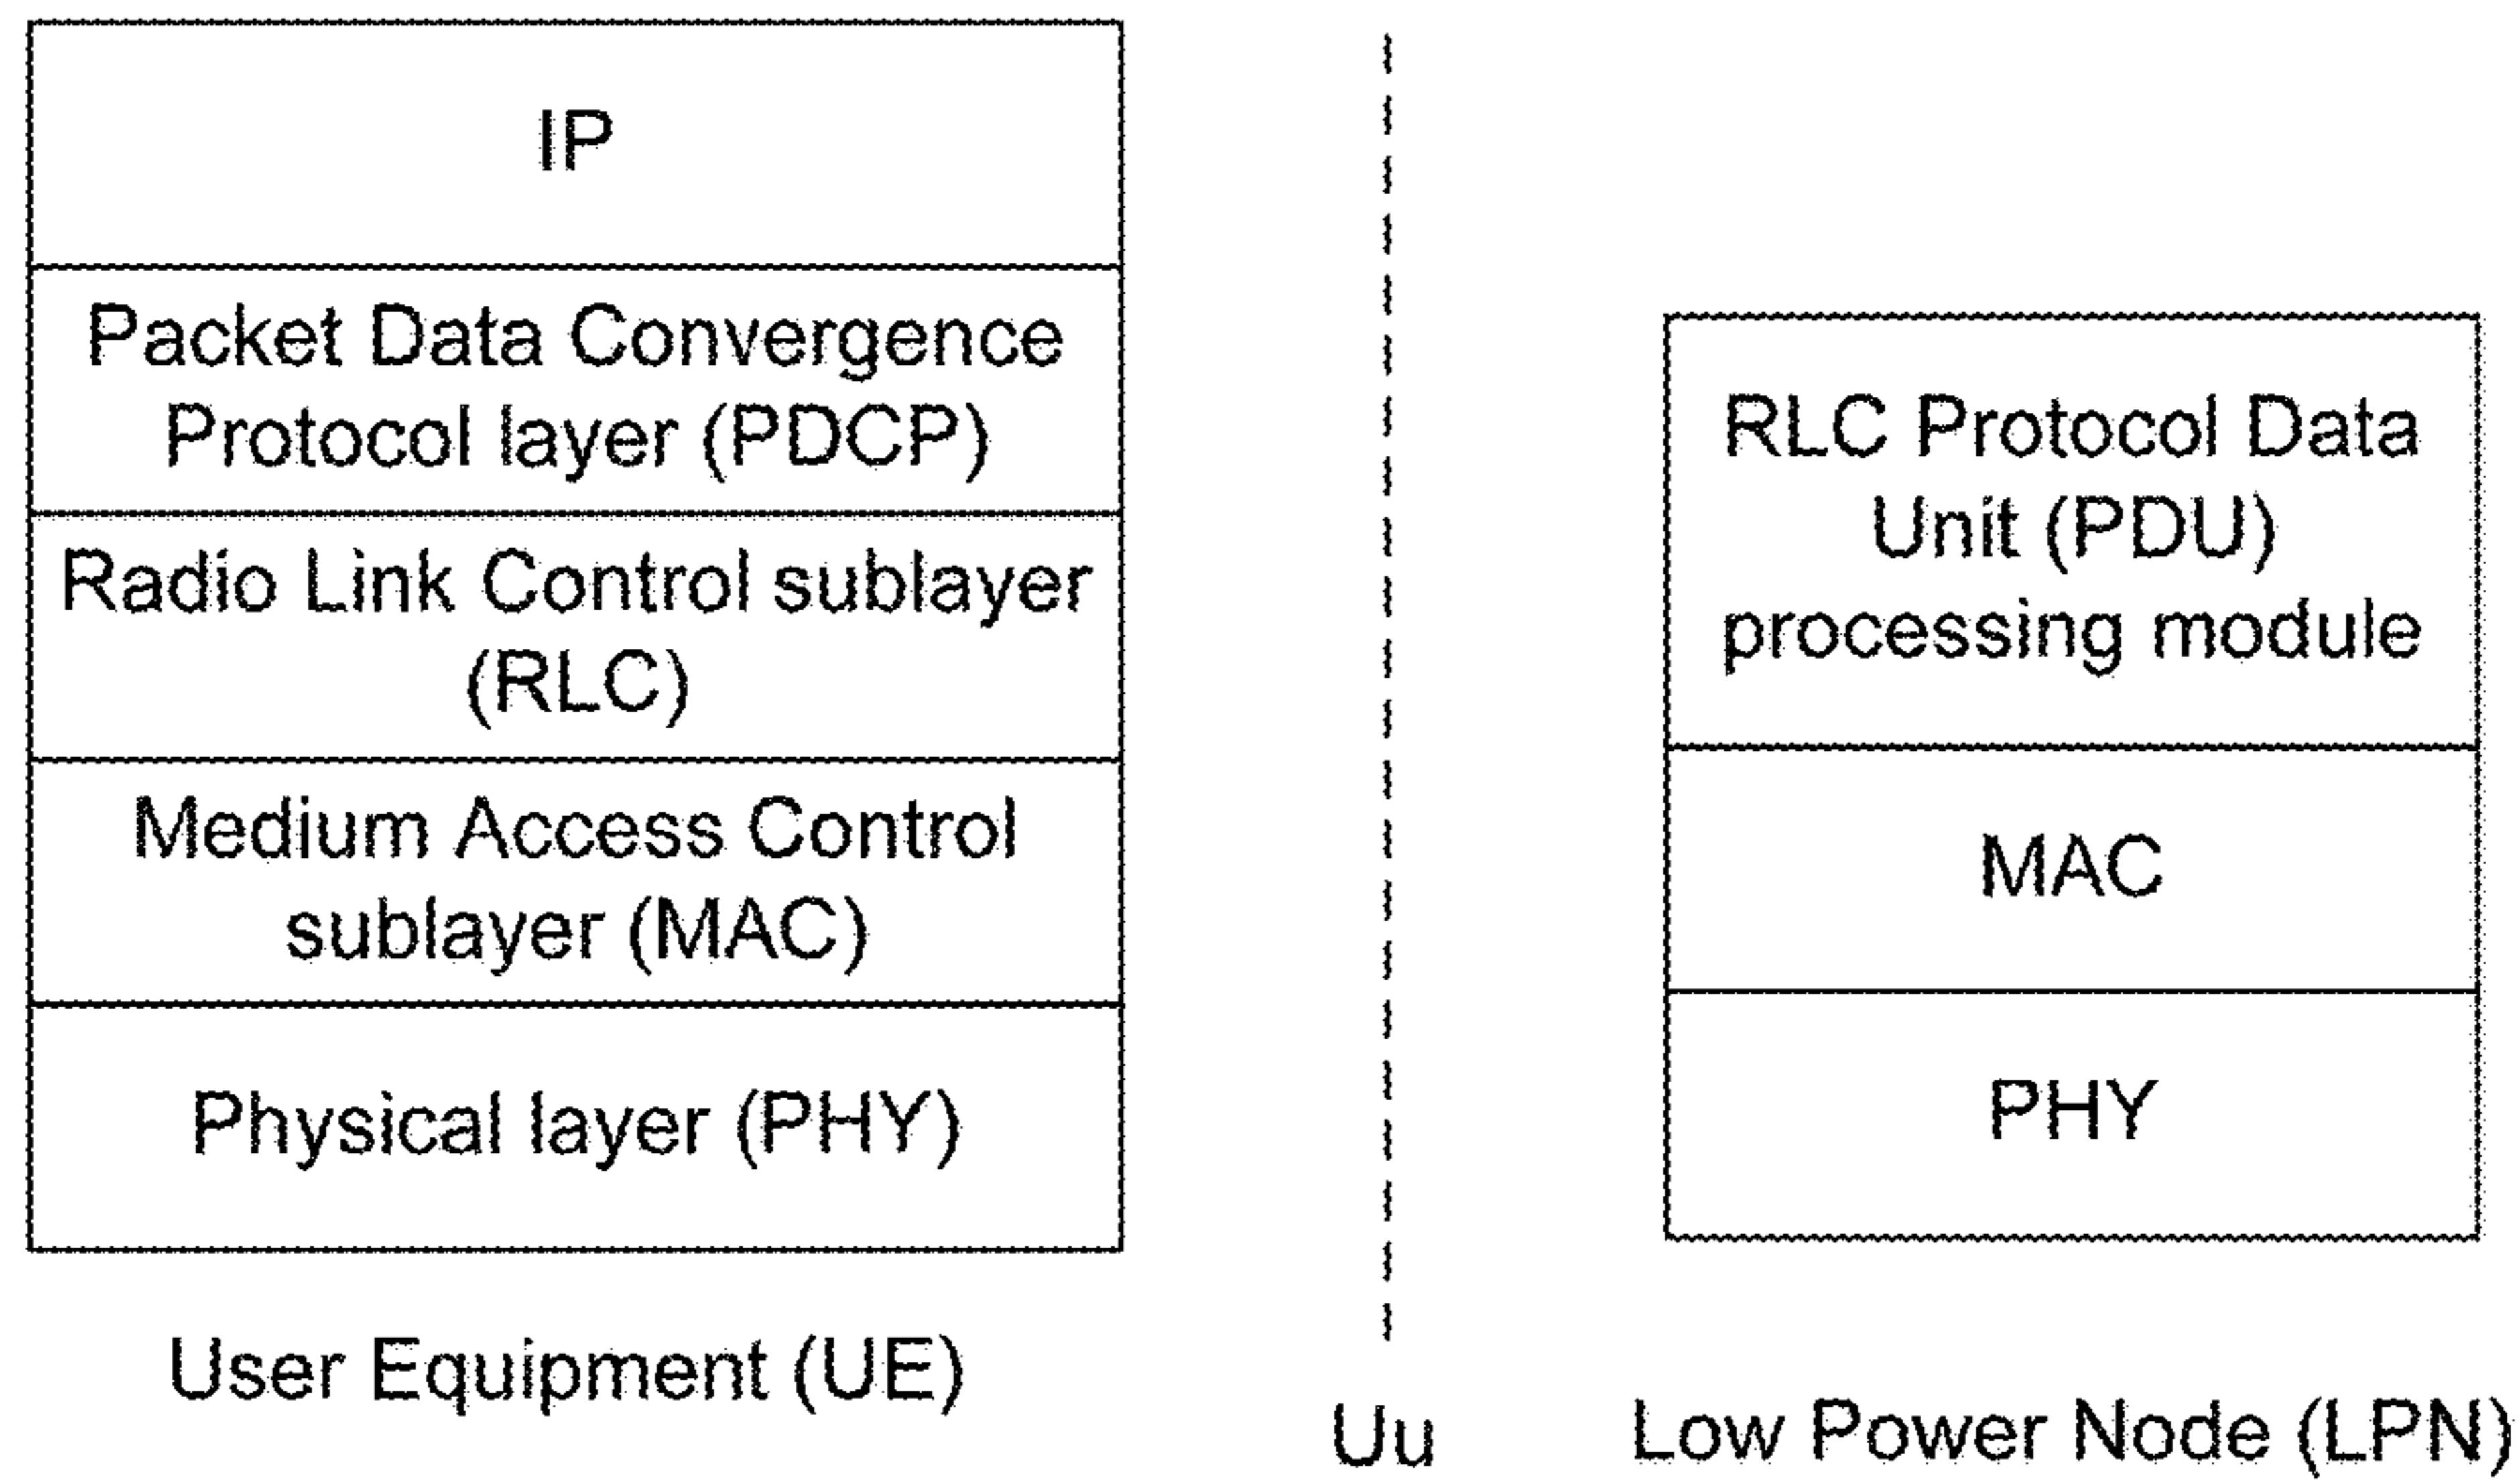 IP
Packet Data Convergence
Protocol layer (PDCP)
Radio Link Control sublayer
(RLC)
Medium Access Control
sublayer (MAC)
Physical layer (PHY)
User Equipment (UE)
Uu
RLC Protocol Data
Unit (PDU)
processing module
MAC
PHY
Low Power Node (LPN)